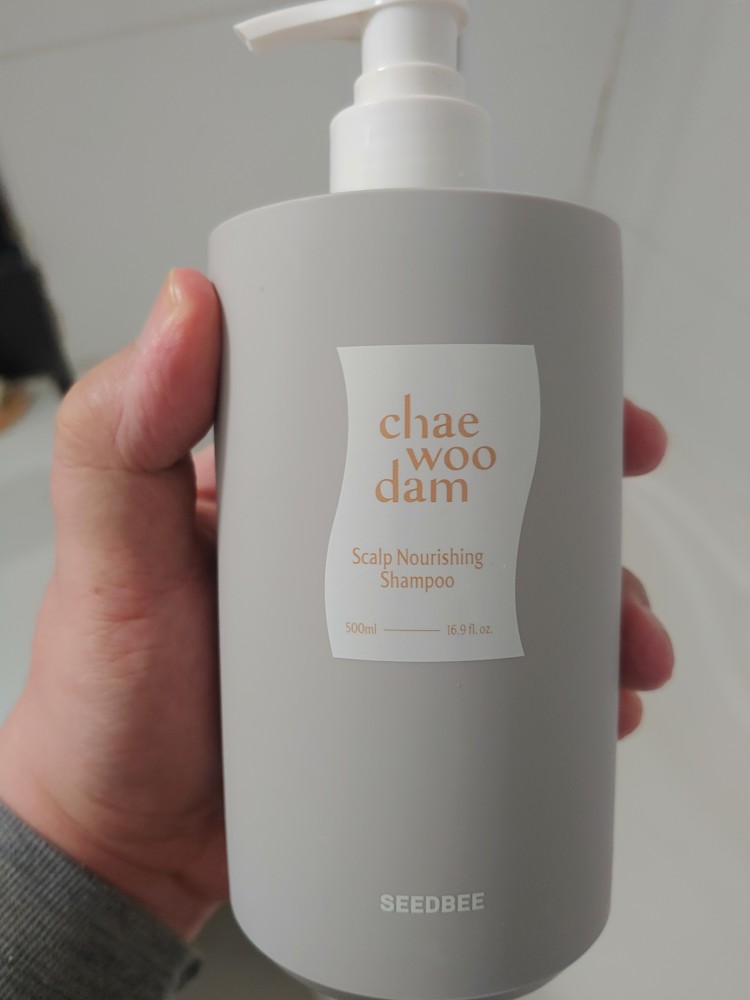 chae
woo
dam
Scalp Nourishing
Shampoo
500ml 16.9 fl. oz.
SEEDBEE